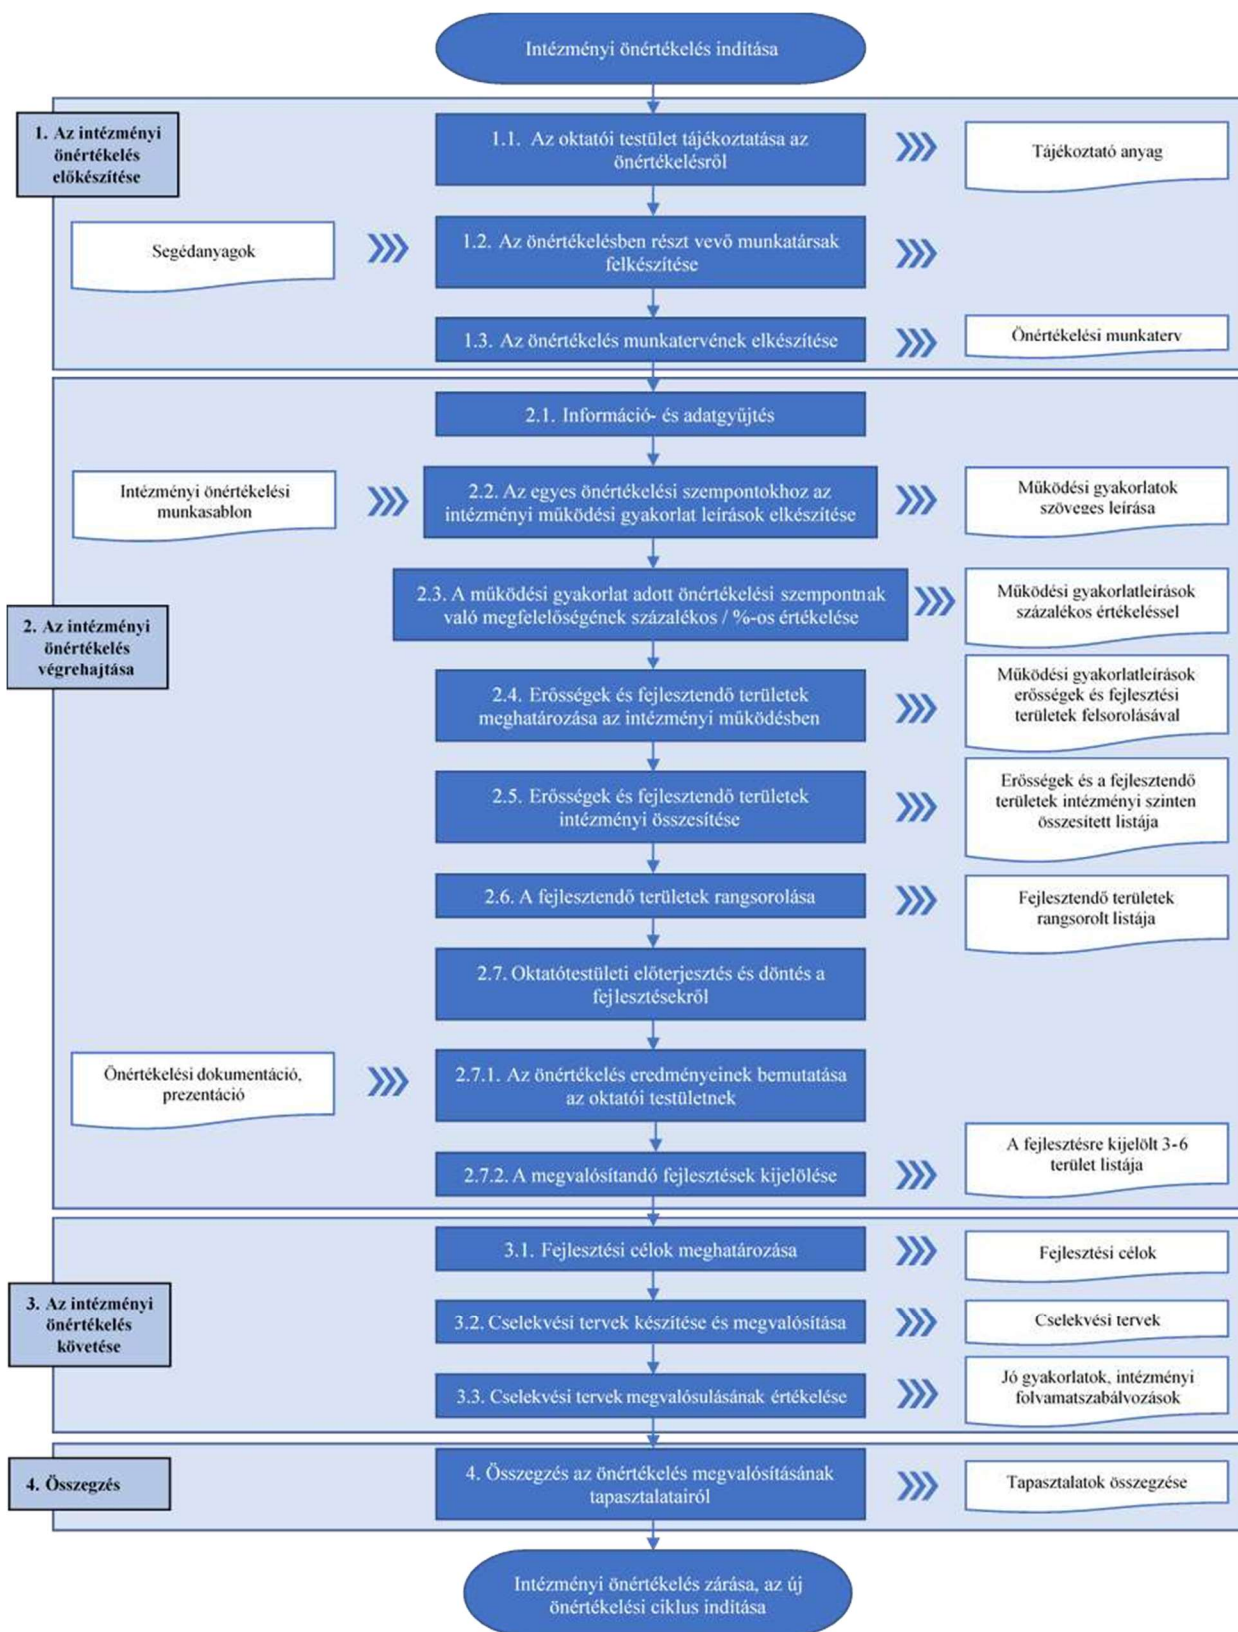 Intézményi önértékelés indítása
1. Az intézményi
önértékelés
előkészítése
1.1. Az oktatói testület tájékoztatása az
önértékelésről
Tájékoztató anyag
Segédanyagok
1.2. Az önértékelésben részt vevő munkatársak
felkészítése
1.3. Az önértékelés munkatervének elkészítése
Önértékelési munkaterv
2. Az intézményi
önértékelés
végrehajtása
2.1. Információ- és adatgyűjtés
Intézményi önértékelési
munkasablon
2.2. Az egyes önértékelési szempontokhoz az
intézményi működési gyakorlat leírások elkészítése
Működési gyakorlatok
szöveges leírása
2.3. A működési gyakorlat adott önértékelési szempontnak
való megfelelőségének százalékos / %-os értékelése
Működési gyakorlatleírások
százalékos értékeléssel
2.4. Erősségek és fejlesztendő területek
meghatározása az intézményi működésben
Működési gyakorlatleírások
erősségek és fejlesztési
területek felsorolásával
2.5. Erősségek és fejlesztendő területek
intézményi összesítése
Erősségek és a fejlesztendő
területek intézményi szinten
összesített listája
2.6. A fejlesztendő területek rangsorolása
Fejlesztendő területek
rangsorolt listája
2.7. Oktatótestületi előterjesztés és döntés a
fejlesztésekről
Önértékelési dokumentáció,
prezentáció
2.7.1. Az önértékelés eredményeinek bemutatása
az oktatói testületnek
2.7.2. A megvalósítandó fejlesztések kijelölése
A fejlesztésre kijelölt 3-6
terület listája
3. Az intézményi
önértékelés
követése
3.1. Fejlesztési célok meghatározása
Fejlesztési célok
3.2. Cselekvési tervek készítése és megvalósítása
Cselekvési tervek
3.3. Cselekvési tervek megvalósulásának értékelése
Jó gyakorlatok, intézményi
folyamatszabályozások
4. Összegzés
4. Összegzés az önértékelés megvalósításának
tapasztalatairól
Tapasztalatok összegzése
Intézményi önértékelés zárása, az új
önértékelési ciklus indítása